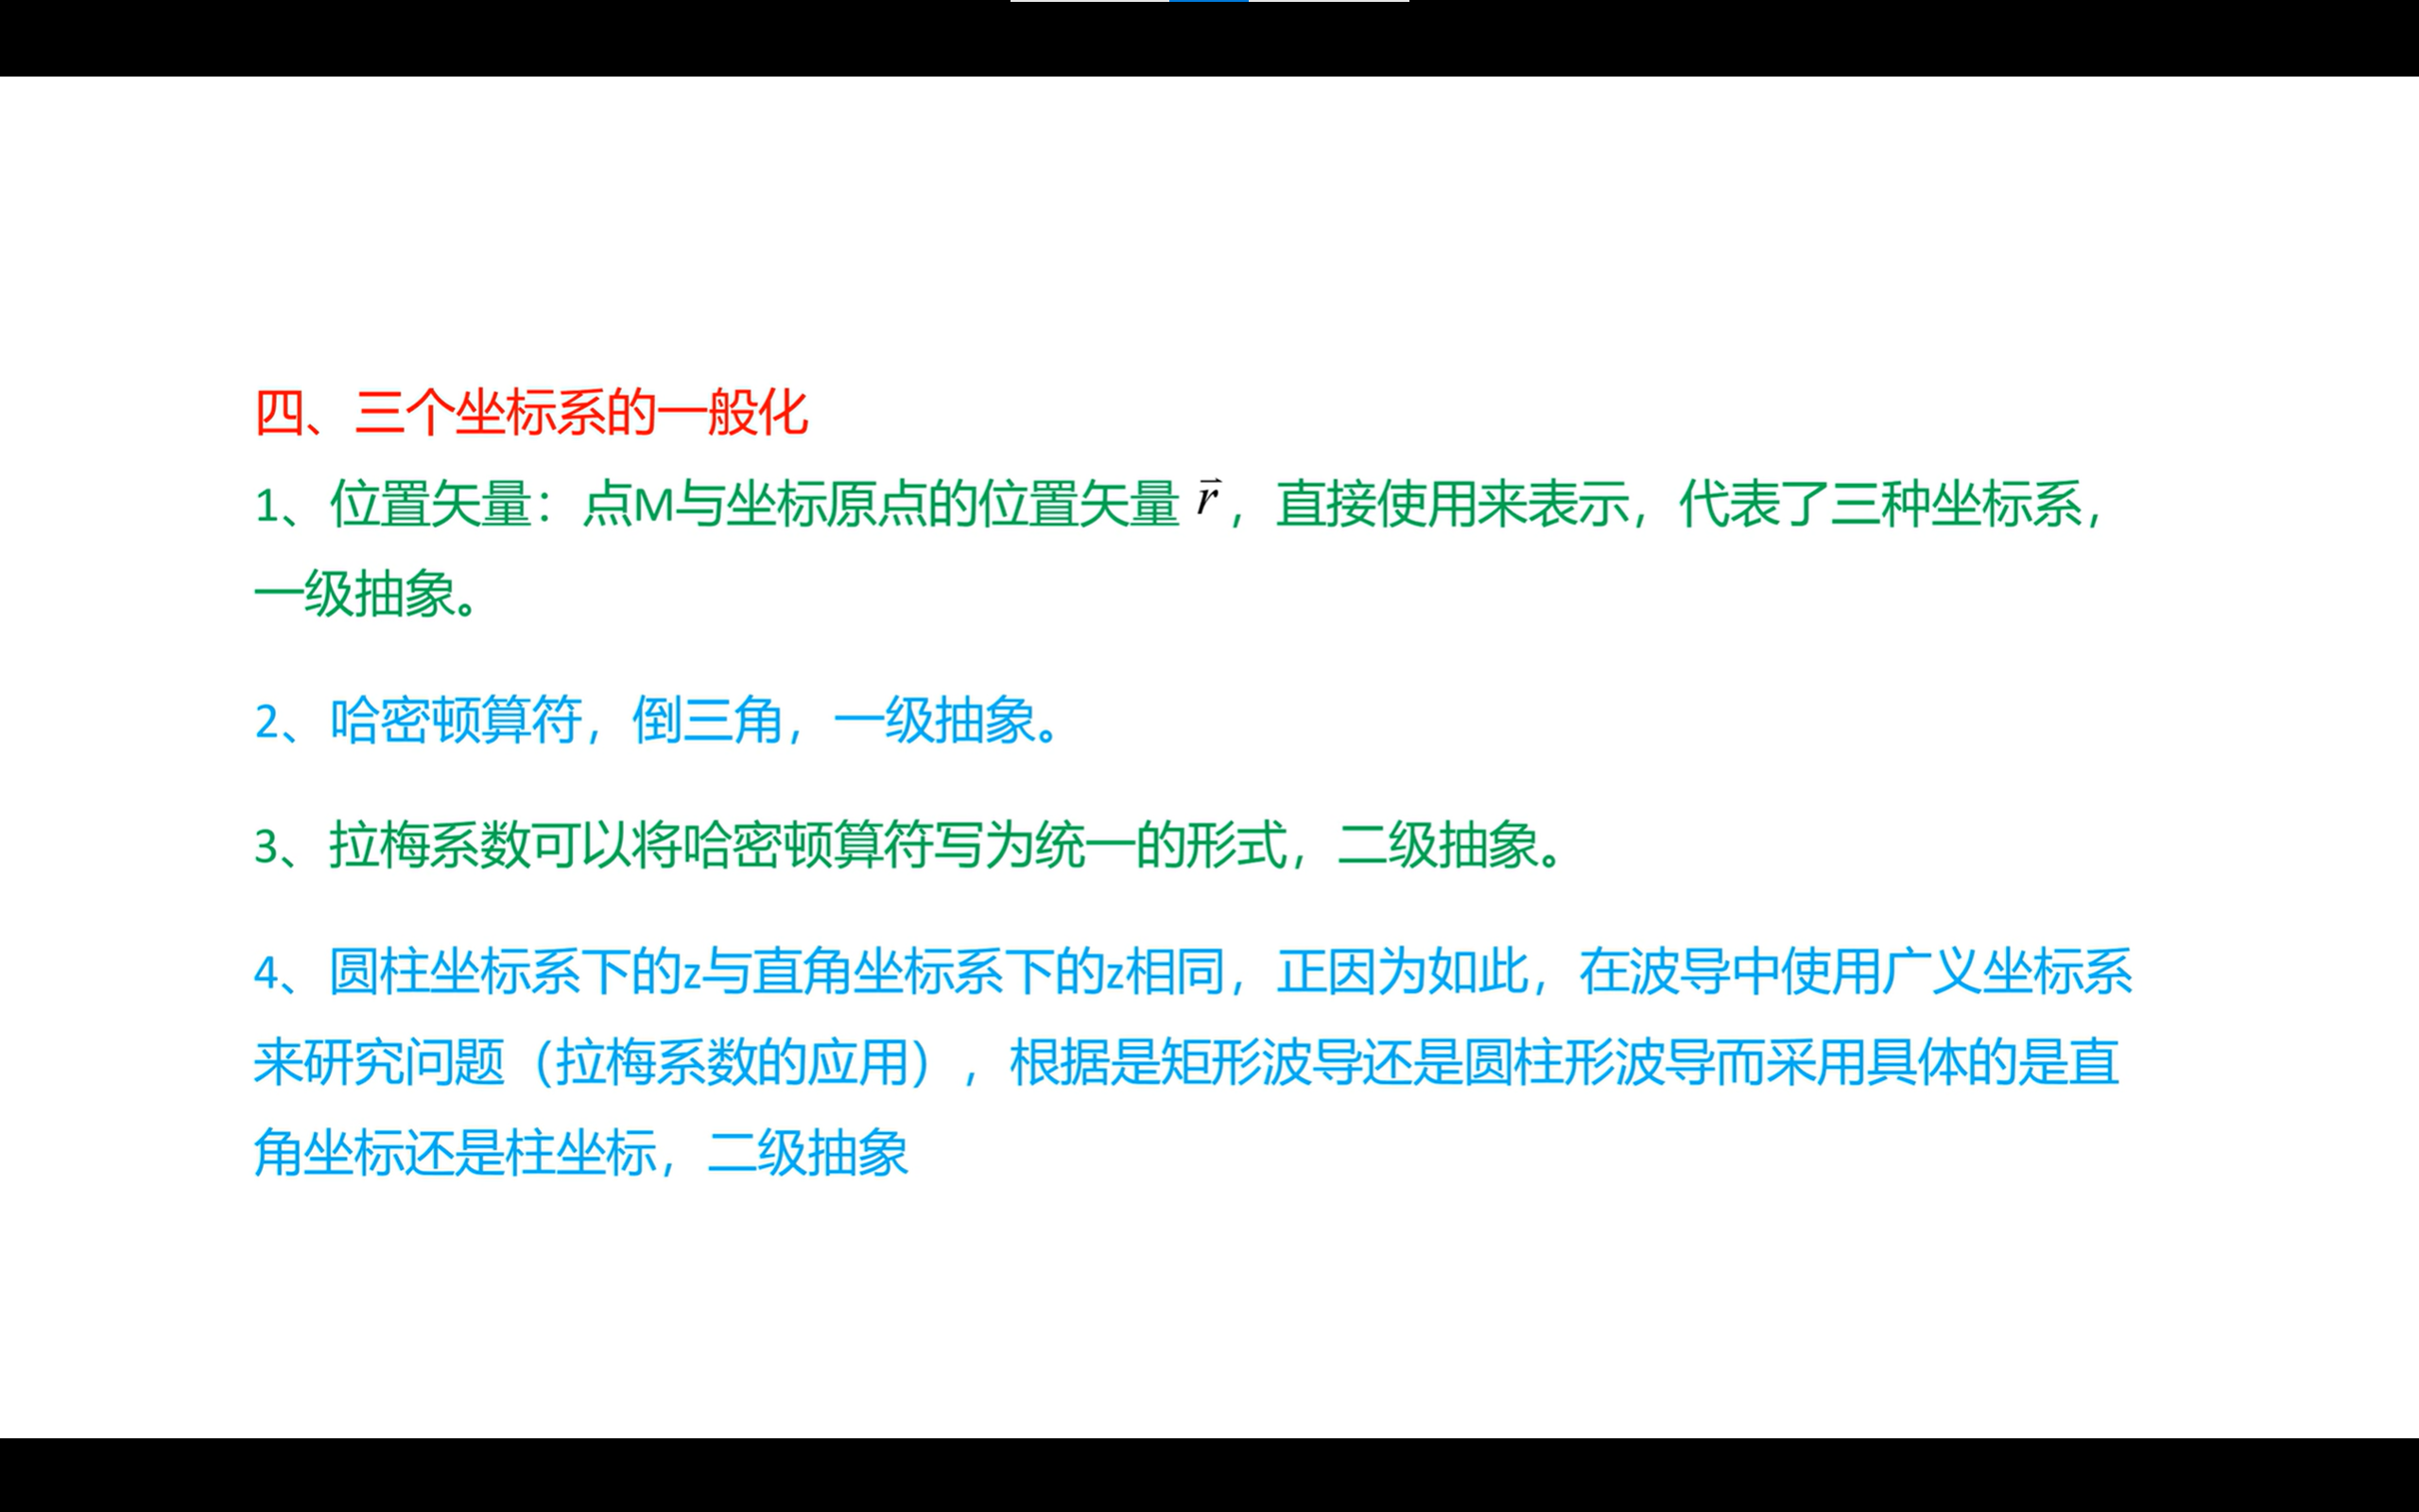 四、三个坐标系的一般化
1、位置矢量：点M与坐标原点的位置矢量 $\vec{r}$，直接使用来表示，代表了三种坐标系，
一级抽象。
2、哈密顿算符，倒三角，一级抽象。
3、拉梅系数可以将哈密顿算符写为统一的形式，二级抽象。
4、圆柱坐标系下的z与直角坐标系下的z相同，正因为如此，在波导中使用广义坐标系
来研究问题（拉梅系数的应用），根据是矩形波导还是圆柱形波导而采用具体的是直
角坐标还是柱坐标，二级抽象